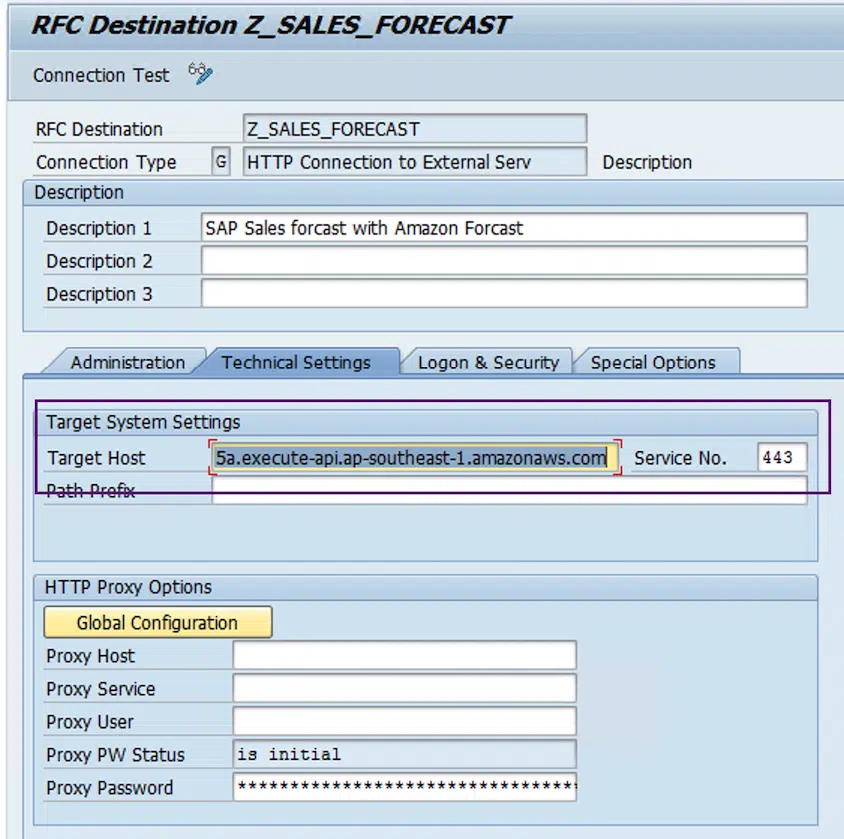 RFC Destination Z_SALES_FORECAST
Connection Test
RFC Destination Z_SALES_FORECAST
Connection Type G HTTP Connection to External Serv Description
Description
Description 1 SAP Sales forcast with Amazon Forcast
Description 2
Description 3
Administration Technical Settings Logon & Security Special Options
Target System Settings
Target Host 5a.execute-api.ap-southeast-1.amazonaws.com Service No. 443
Path Prefix
HTTP Proxy Options
Global Configuration
Proxy Host
Proxy Service
Proxy User
Proxy PW Status is initial
Proxy Password **********************************